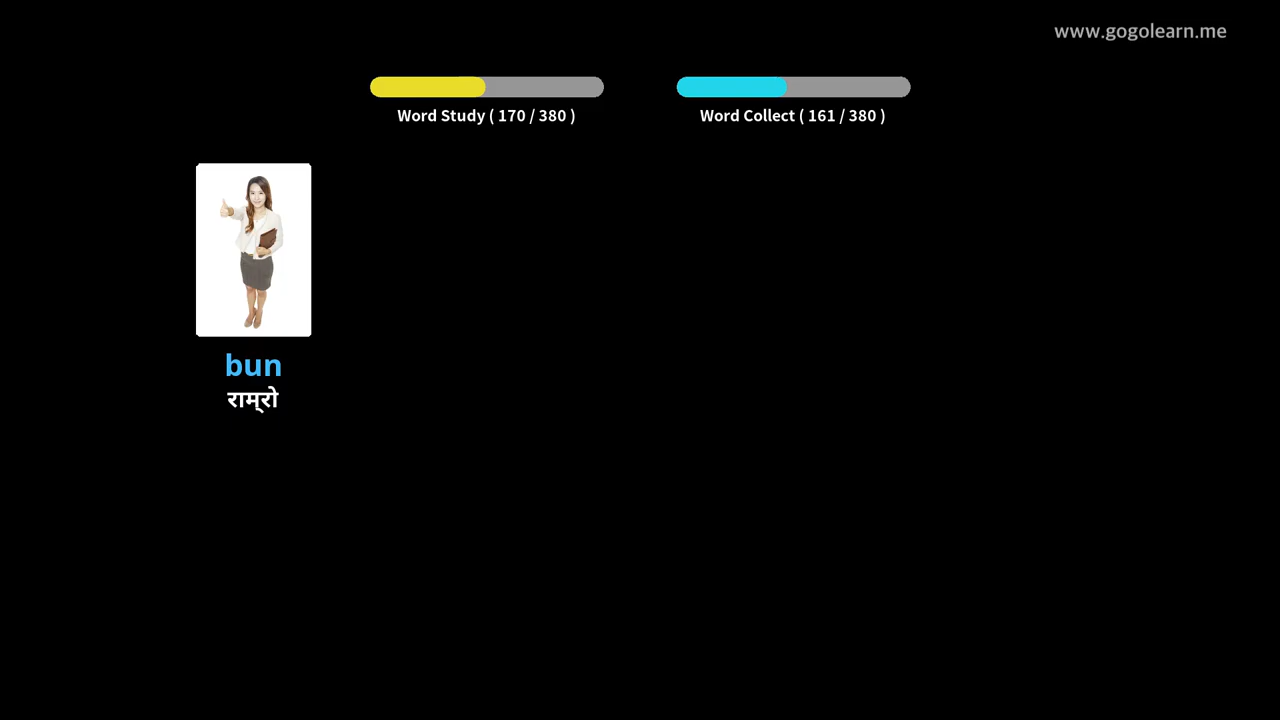 www.gogolearn.me
Word Study ( 170 / 380 )
Word Collect ( 161 / 380 )
bun
राम्रो